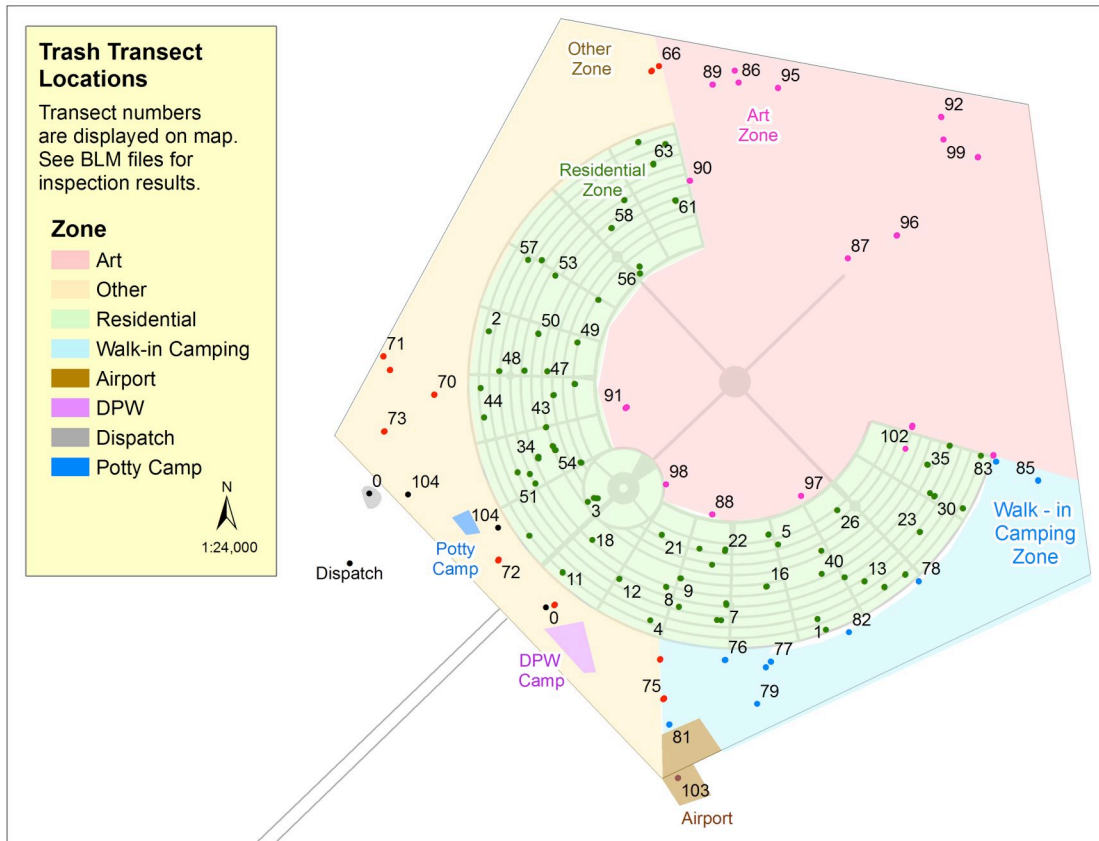 Trash Transect
Locations
Transect numbers
are displayed on map.
See BLM files for
inspection results.
Zone
Art
Other
Residential
Walk-in Camping
Airport
DPW
Dispatch
Potty Camp
N
1:24,000
Other
Zone
66
89
86
95
Art
Zone
92
99
63
Residential
Zone
90
58
61
96
57
53
56
87
2
50
49
71
48
47
70
44
43
91
73
34
54
102
35
83
85
0
104
51
3
98
88
97
30
Walk - in
Camping
Zone
104
Potty
Camp
18
21
22
5
26
23
Dispatch
72
11
12
8
9
16
40
13
78
0
4
7
1
82
DPW
Camp
76
77
75
79
81
103
Airport